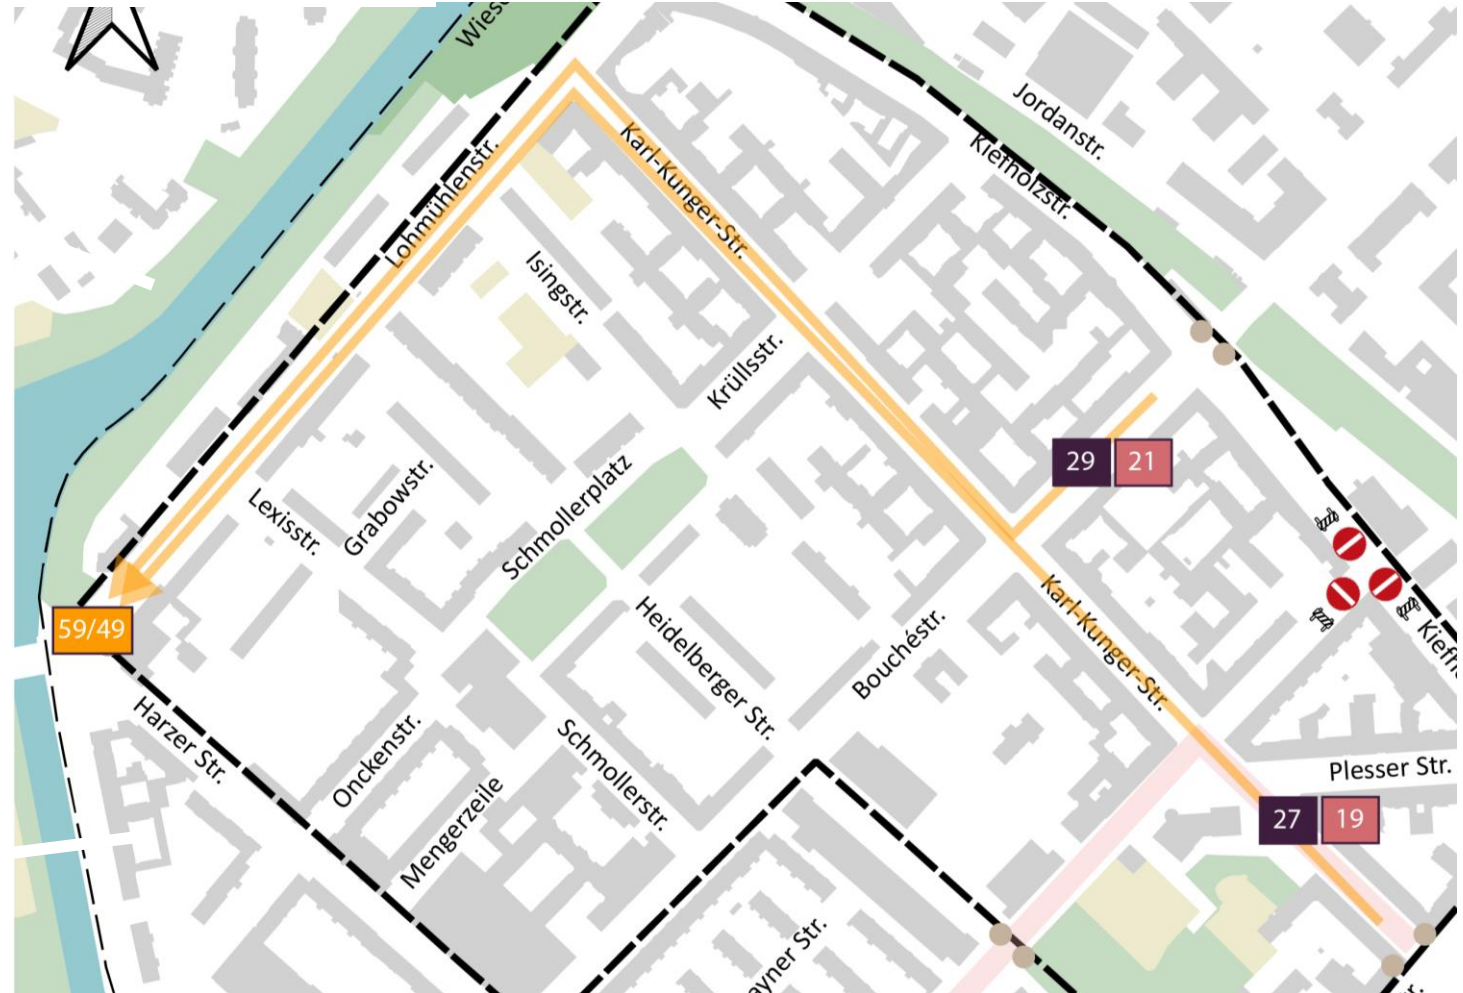 Jordanstr.
Kiefholzstr.
Karl-Kunger-Str.
Lohmühlenstr.
Isingstr.
Krüllsstr.
29 21
Lexisstr.
Grabowstr.
Schmollerplatz
Heidelberger Str.
Bouchéstr.
Karl-Kunger-Str.
59/49
Harzer Str.
Onckenstr.
Mengerzeile
Schmollerstr.
Plesser Str.
27 19